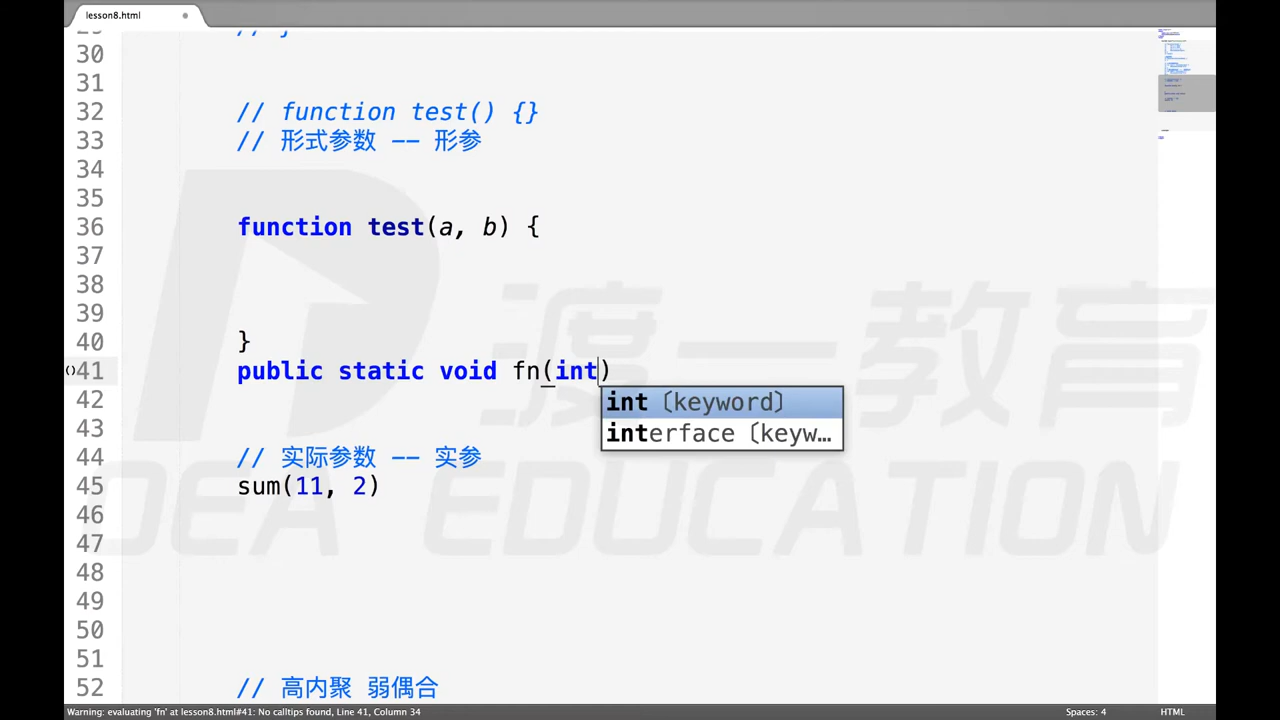 lesson8.html
29 // }
30
31
32 // function test() {}
33 // 形式参数 -- 形参
34
35
36 function test(a, b) {
37
38
39
40 }
41 public static void fn(int)
int〔keyword〕
interface〔keyw…
42
43
44 // 实际参数 -- 实参
45 sum(11, 2)
46
47
48
49
50
51
52 // 高内聚 弱偶合
渡一教育
DEA EDUCATION
Warning: evaluating 'fn' at lesson8.html#41: No calltips found, Line 41, Column 34
Spaces: 4
HTML